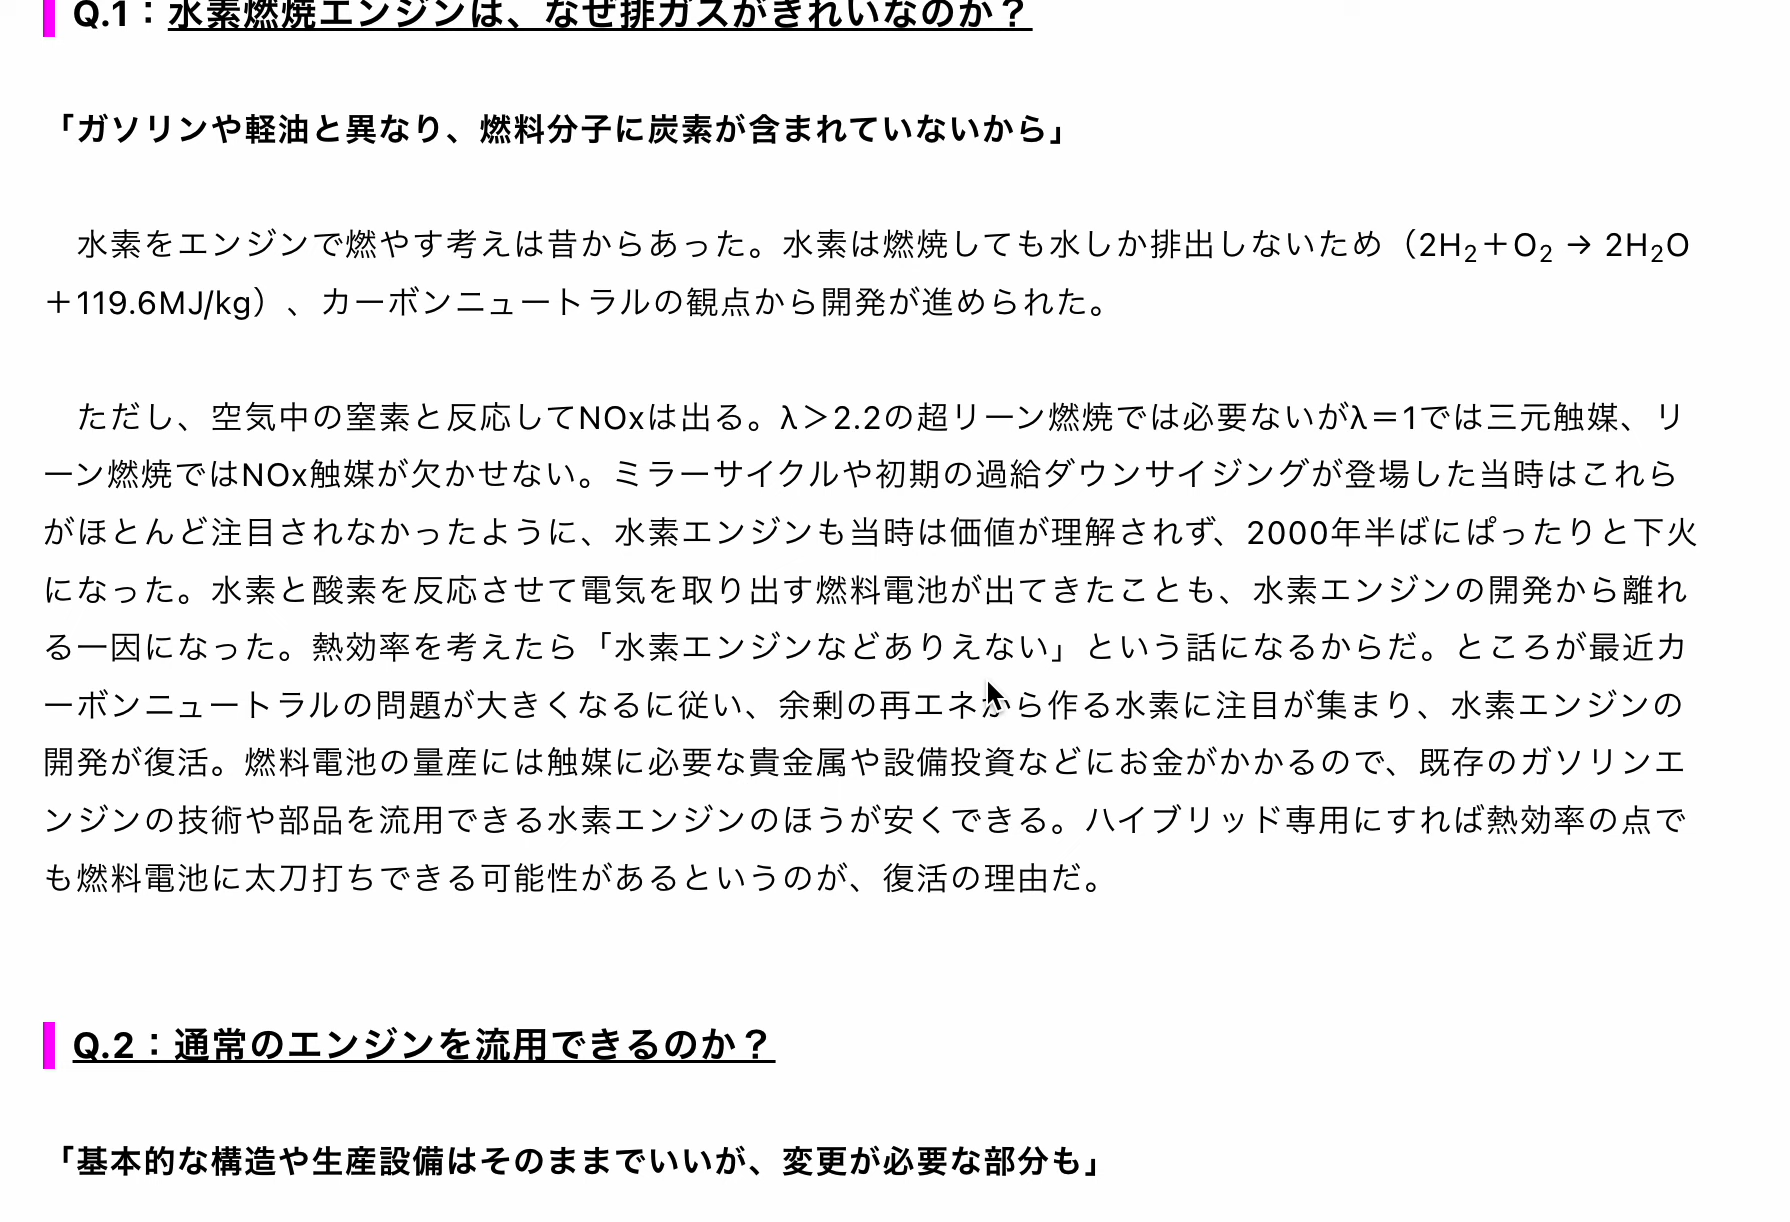 Q.1：水素燃焼エンジンは、なぜ排ガスがきれいなのか？
「ガソリンや軽油と異なり、燃料分子に炭素が含まれていないから」
水素をエンジンで燃やす考えは昔からあった。水素は燃焼しても水しか排出しないため（2H₂＋O₂ → 2H₂O
＋119.6MJ/kg）、カーボンニュートラルの観点から開発が進められた。
ただし、空気中の窒素と反応してNOxは出る。λ＞2.2の超リーン燃焼では必要ないがλ＝1では三元触媒、リ
ーン燃焼ではNOx触媒が欠かせない。ミラーサイクルや初期の過給ダウンサイジングが登場した当時はこれら
がほとんど注目されなかったように、水素エンジンも当時は価値が理解されず、2000年半ばにぱったりと下火
になった。水素と酸素を反応させて電気を取り出す燃料電池が出てきたことも、水素エンジンの開発から離れ
る一因になった。熱効率を考えたら「水素エンジンなどありえない」という話になるからだ。ところが最近カ
ーボンニュートラルの問題が大きくなるに従い、余剰の再エネから作る水素に注目が集まり、水素エンジンの
開発が復活。燃料電池の量産には触媒に必要な貴金属や設備投資などにお金がかかるので、既存のガソリンエ
ンジンの技術や部品を流用できる水素エンジンのほうが安くできる。ハイブリッド専用にすれば熱効率の点で
も燃料電池に太刀打ちできる可能性があるというのが、復活の理由だ。
Q.2：通常のエンジンを流用できるのか？
「基本的な構造や生産設備はそのままでいいが、変更が必要な部分も」